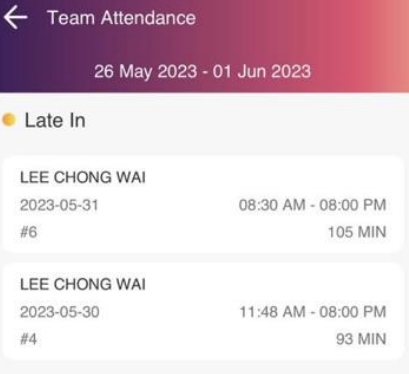 Team Attendance
26 May 2023 - 01 Jun 2023
Late In
LEE CHONG WAI
2023-05-31 08:30 AM - 08:00 PM
#6 105 MIN
LEE CHONG WAI
2023-05-30 11:48 AM - 08:00 PM
#4 93 MIN